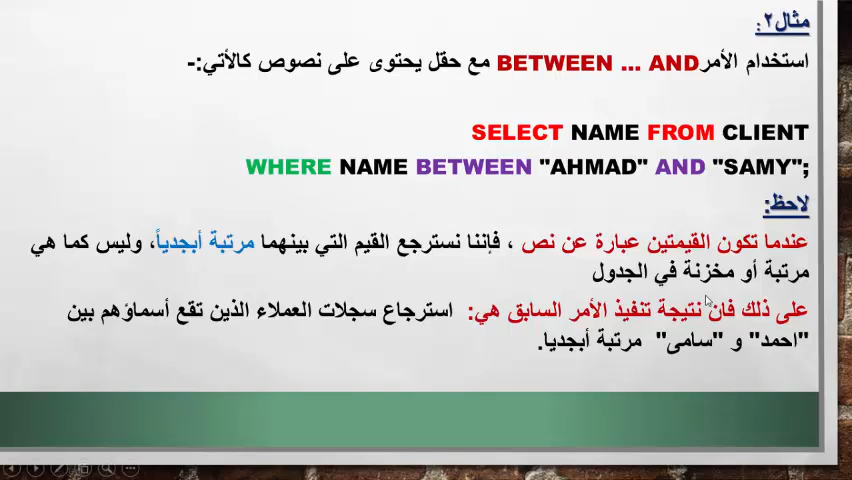 مثال٢:
استخدام الأمر BETWEEN ... AND مع حقل يحتوى على نصوص كالأتي:-
SELECT NAME FROM CLIENT
WHERE NAME BETWEEN "AHMAD" AND "SAMY";
لاحظ:
عندما تكون القيمتين عبارة عن نص ، فإننا نسترجع القيم التي بينهما مرتبة أبجدياً، وليس كما هي
مرتبة أو مخزنة في الجدول
على ذلك فان نتيجة تنفيذ الأمر السابق هي: استرجاع سجلات العملاء الذين تقع أسماؤهم بين
"احمد" و "سامى" مرتبة أبجديا.